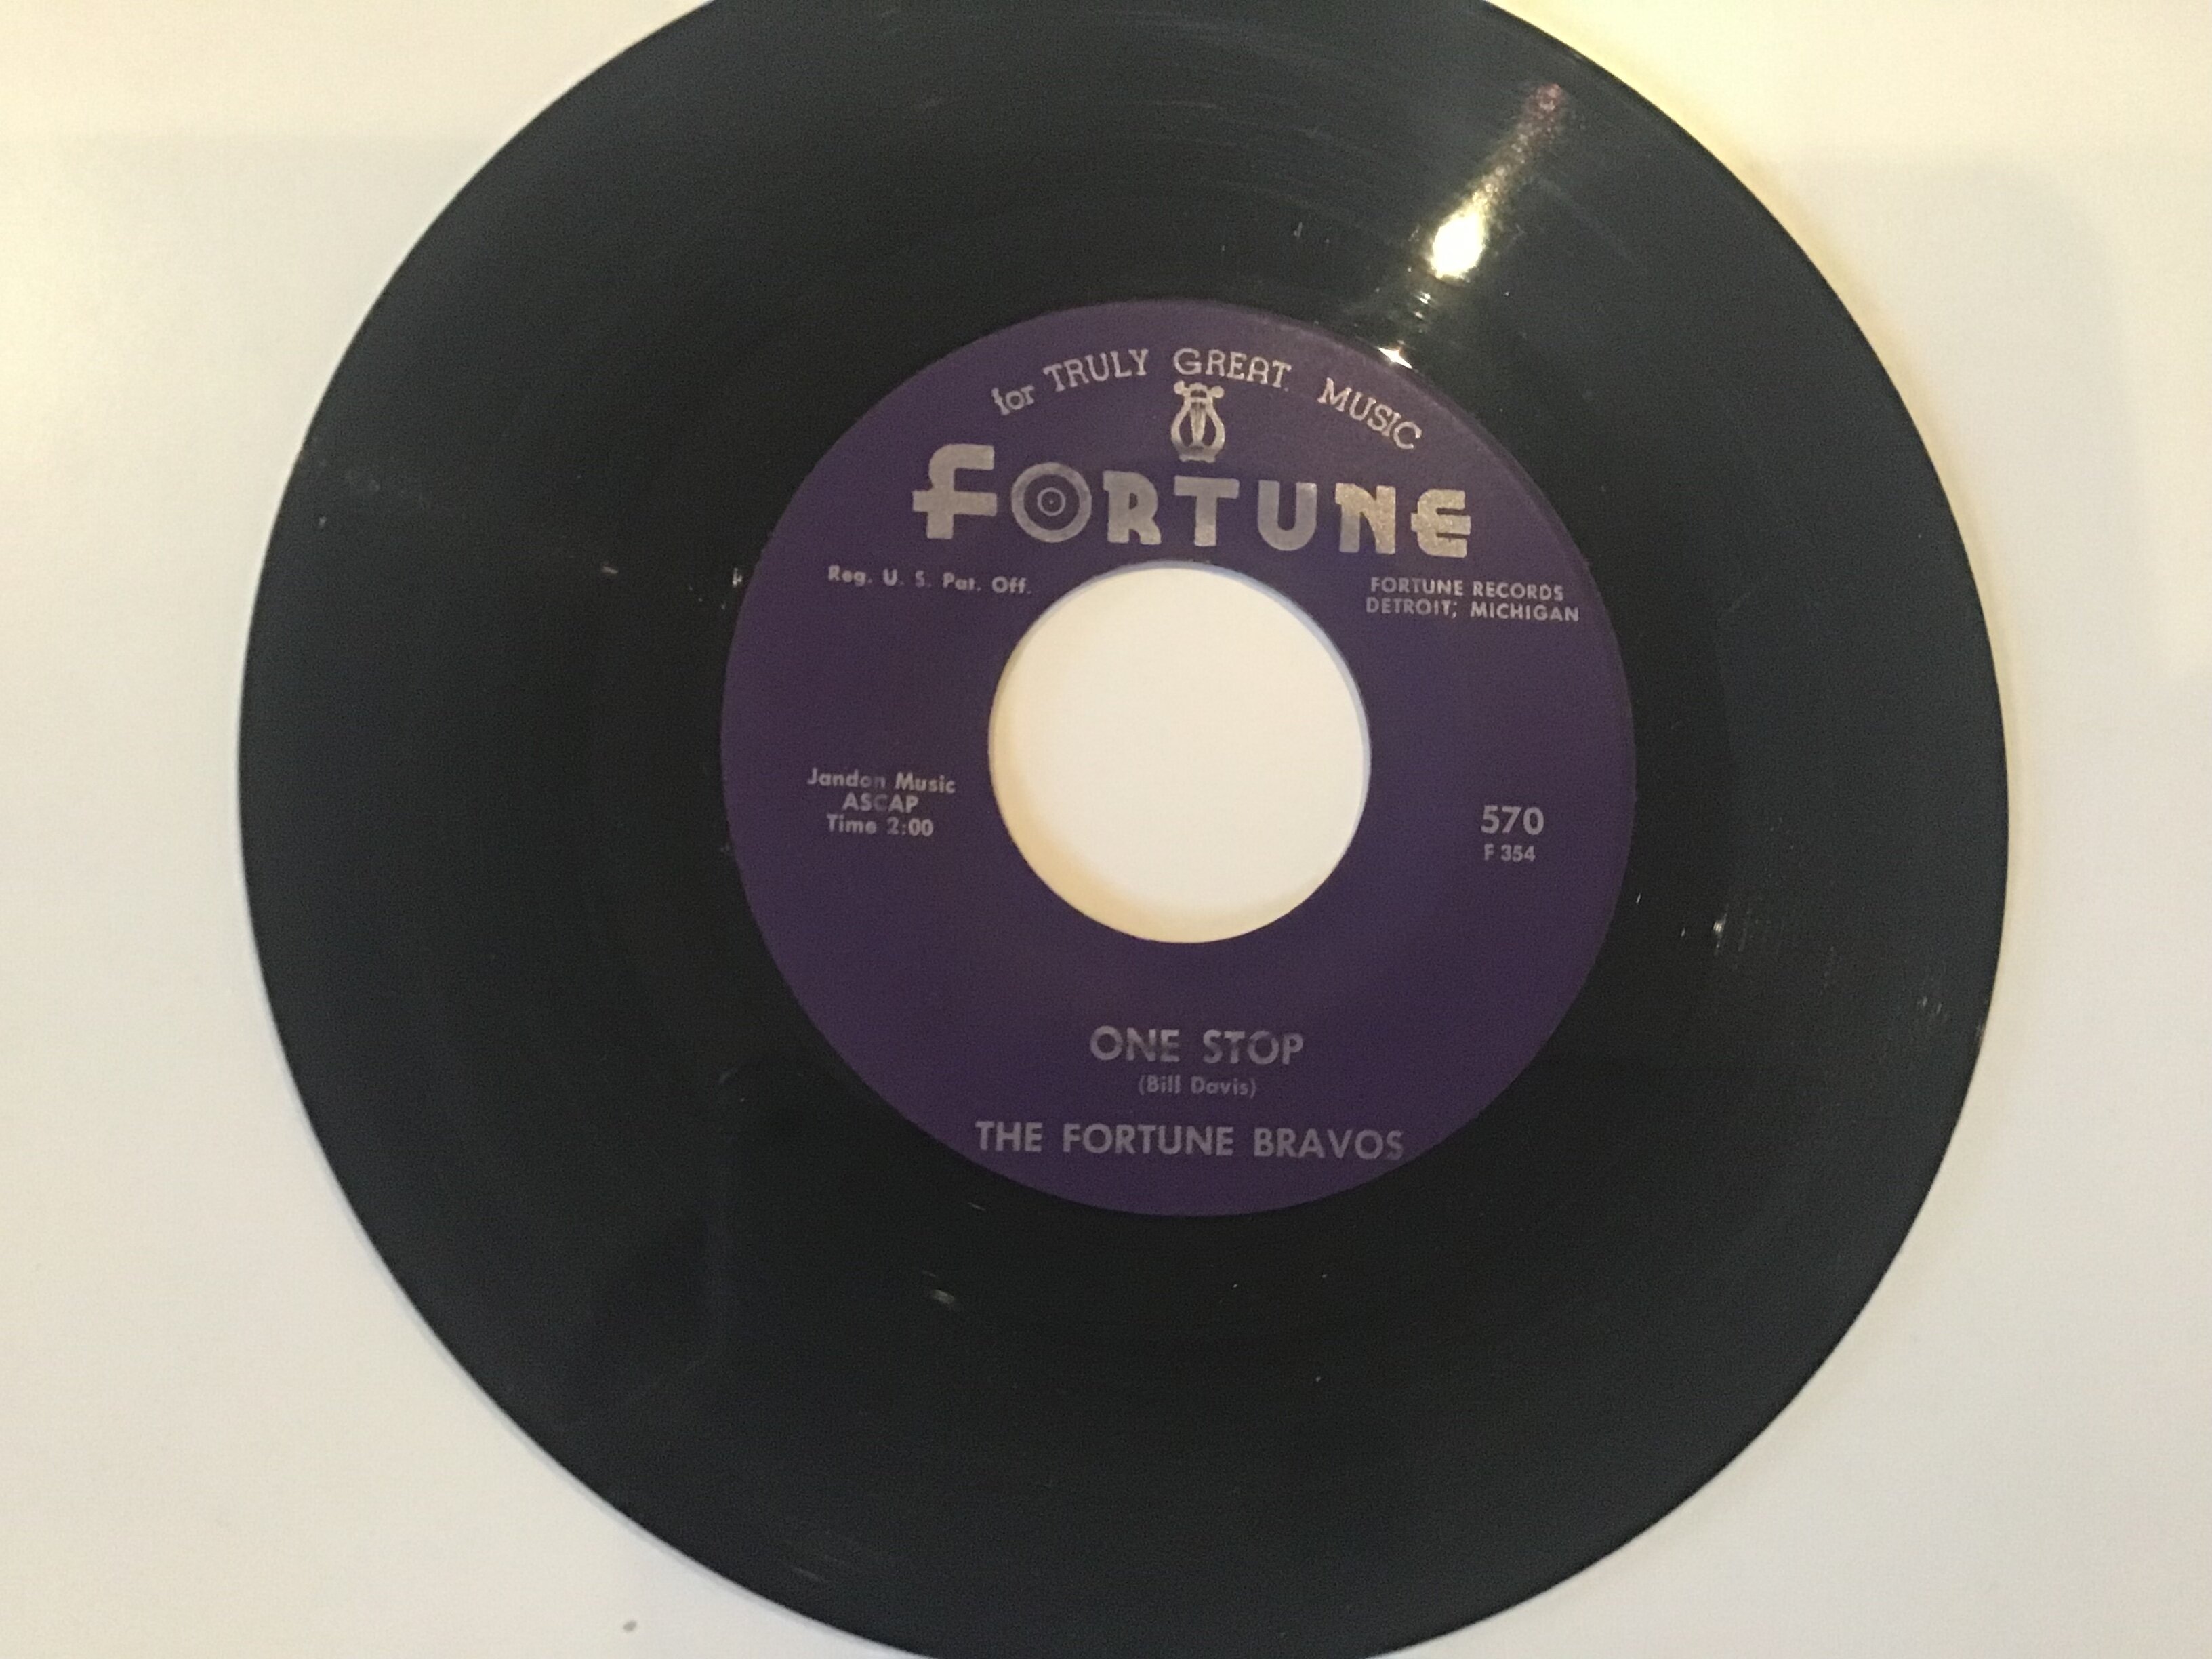 for TRULY GREAT MUSIC
FORTUNE
Reg. U. S. Pat. Off.
FORTUNE RECORDS
DETROIT, MICHIGAN
Jandon Music
ASCAP
Time 2:00
570
F 354
ONE STOP
(Bill Davis)
THE FORTUNE BRAVOS